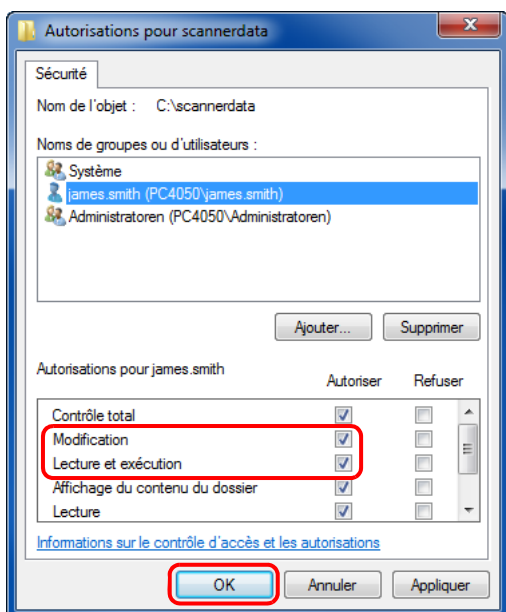 Autorisations pour scannerdata
Sécurité
Nom de l'objet : C:\scannerdata
Noms de groupes ou d'utilisateurs :
Système
james.smith (PC4050\james.smith)
Administratoren (PC4050\Administratoren)
Ajouter... Supprimer
Autorisations pour james.smith Autoriser Refuser
Contrôle total
Modification
Lecture et exécution
Affichage du contenu du dossier
Lecture
Informations sur le contrôle d'accès et les autorisations
OK Annuler Appliquer